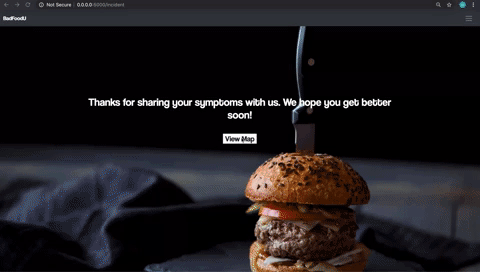 Not Secure | 0.0.0.0:5000/incident
BadFoodU
Thanks for sharing your symptoms with us. We hope you get better
soon!
View Map